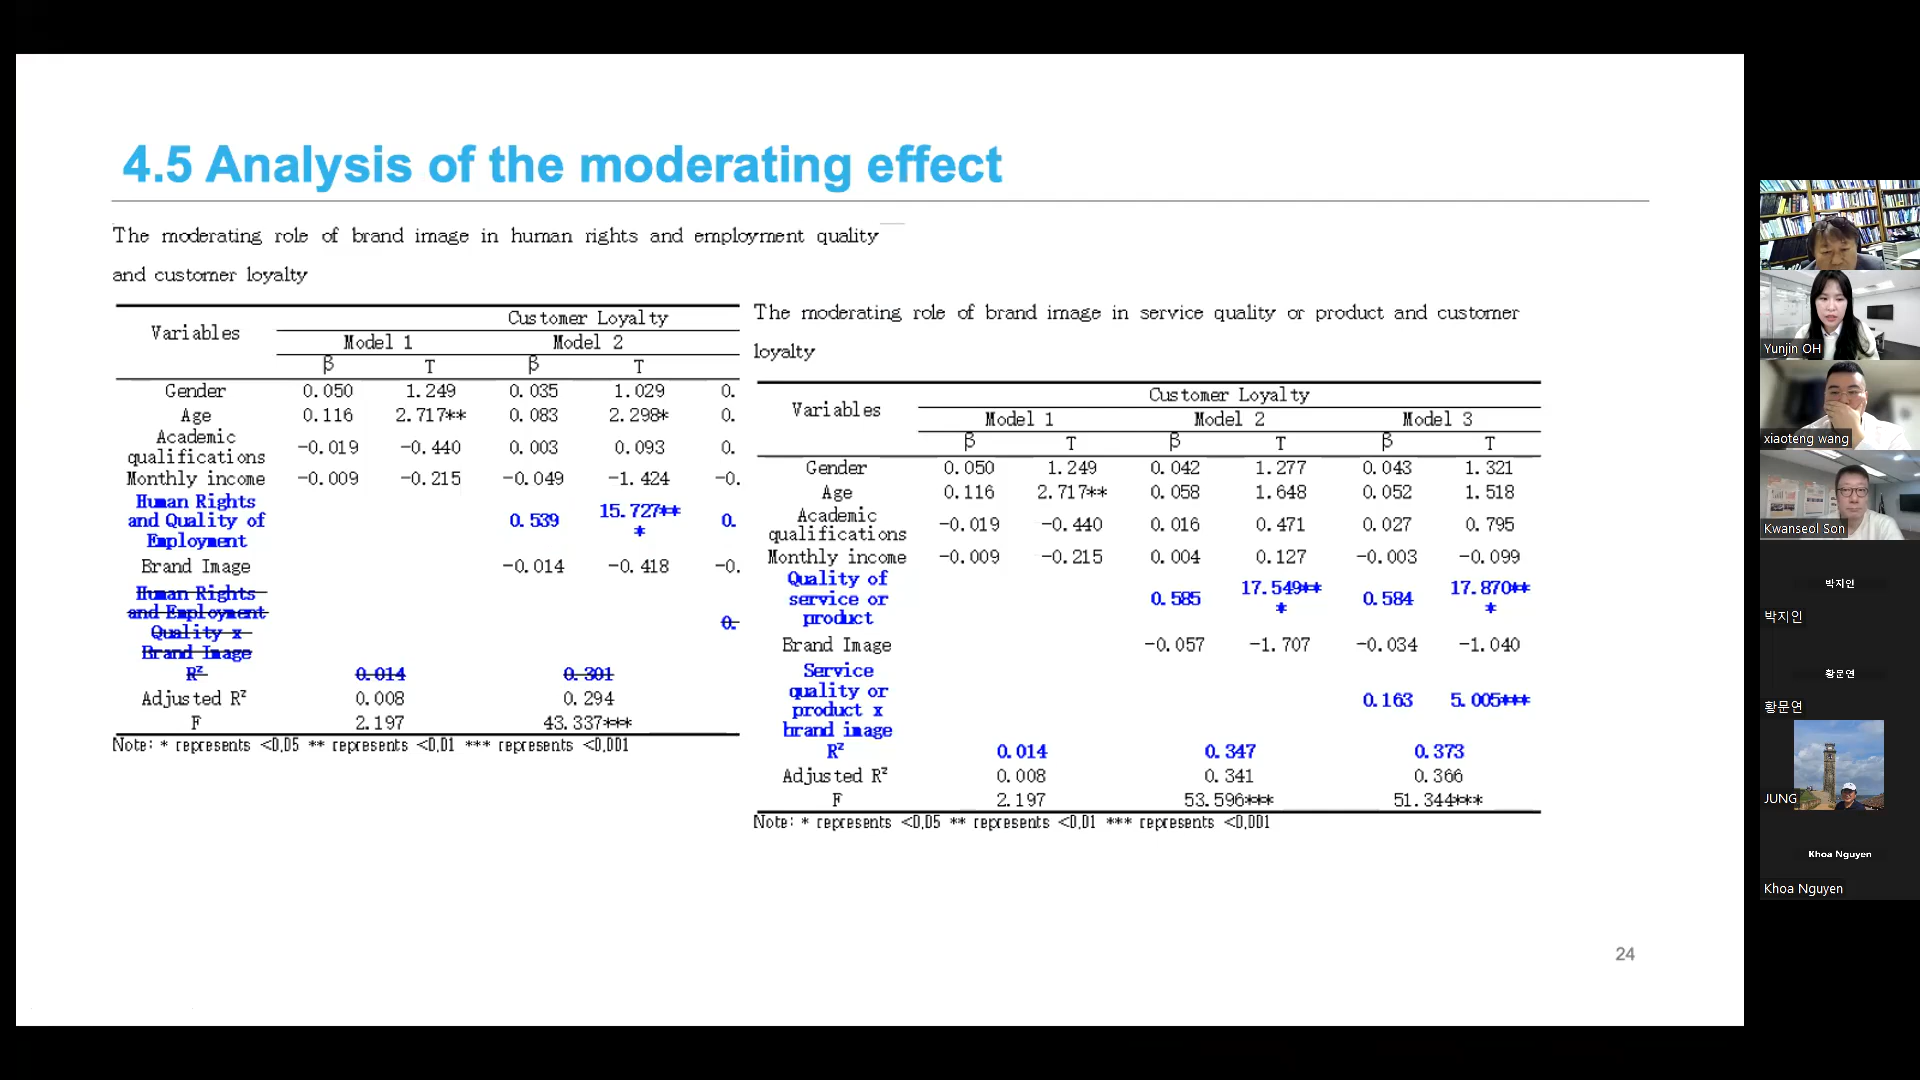 4.5 Analysis of the moderating effect
The moderating role of brand image in human rights and employment quality
and customer loyalty
Variables
Customer Loyalty
Model 1 Model 2
β T β T
Gender 0.050 1.249 0.035 1.029 0.
Age 0.116 2.717** 0.083 2.298* 0.
Academic
qualifications -0.019 -0.440 0.003 0.093 0.
Monthly income -0.009 -0.215 -0.049 -1.424 -0.
Human Rights
and Quality of
Employment
0.539 15.727**
* 0.
Brand Image -0.014 -0.418 -0.
Human Rights
and Employment
Quality x
Brand Image
0.
R² 0.014 0.301
Adjusted R² 0.008 0.294
F 2.197 43.337***
Note: * represents <0.05 ** represents <0.01 *** represents <0.001
The moderating role of brand image in service quality or product and customer
loyalty
Variables
Customer Loyalty
Model 1 Model 2 Model 3
β T β T β T
Gender 0.050 1.249 0.042 1.277 0.043 1.321
Age 0.116 2.717** 0.058 1.648 0.052 1.518
Academic
qualifications -0.019 -0.440 0.016 0.471 0.027 0.795
Monthly income -0.009 -0.215 0.004 0.127 -0.003 -0.099
Quality of
service or
product
0.585 17.549**
* 0.584 17.870**
*
Brand Image -0.057 -1.707 -0.034 -1.040
Service
quality or
product x
brand image
0.163 5.005***
R² 0.014 0.347 0.373
Adjusted R² 0.008 0.341 0.366
F 2.197 53.596*** 51.344***
Note: * represents <0.05 ** represents <0.01 *** represents <0.001
24
Yunjin OH
xiaoteng wang
Kwanseol Son
박지인
박지인
황문연
황문연
JUNG
Khoa Nguyen
Khoa Nguyen